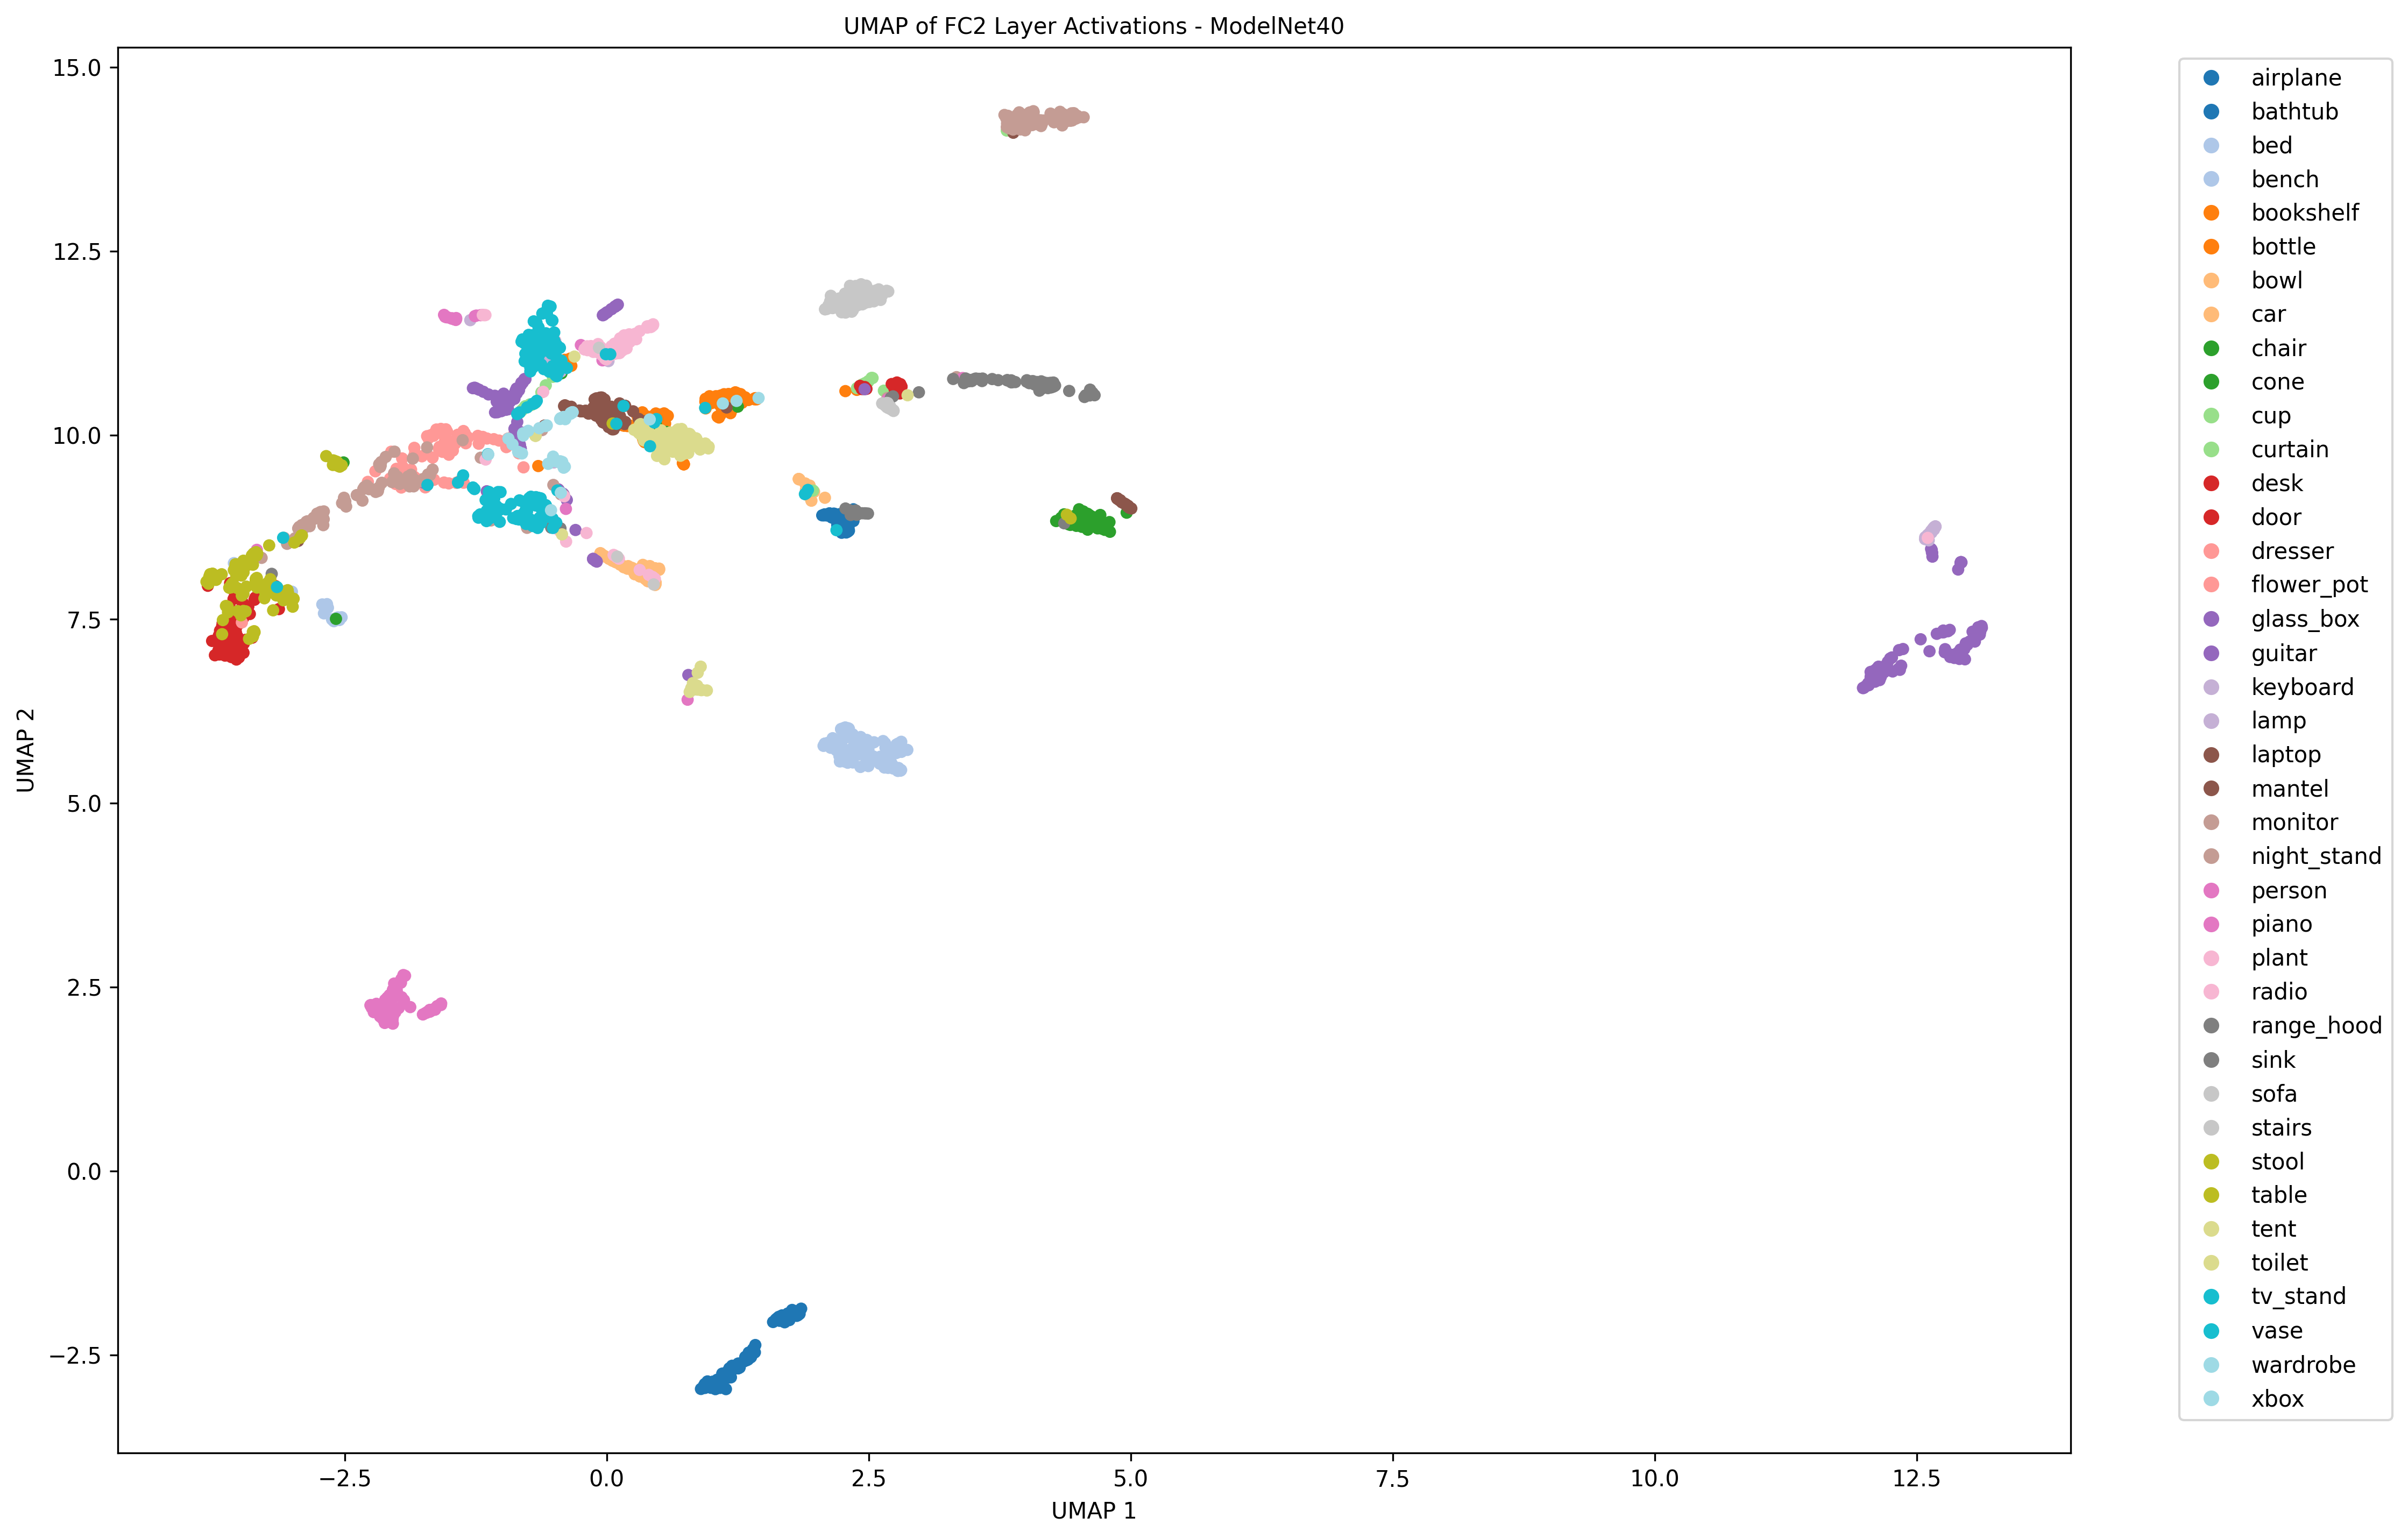 UMAP of FC2 Layer Activations - ModelNet40
15.0
12.5
10.0
7.5
5.0
2.5
0.0
−2.5
UMAP 2
−2.5
0.0
2.5
5.0
7.5
10.0
12.5
UMAP 1
airplane
bathtub
bed
bench
bookshelf
bottle
bowl
car
chair
cone
cup
curtain
desk
door
dresser
flower_pot
glass_box
guitar
keyboard
lamp
laptop
mantel
monitor
night_stand
person
piano
plant
radio
range_hood
sink
sofa
stairs
stool
table
tent
toilet
tv_stand
vase
wardrobe
xbox